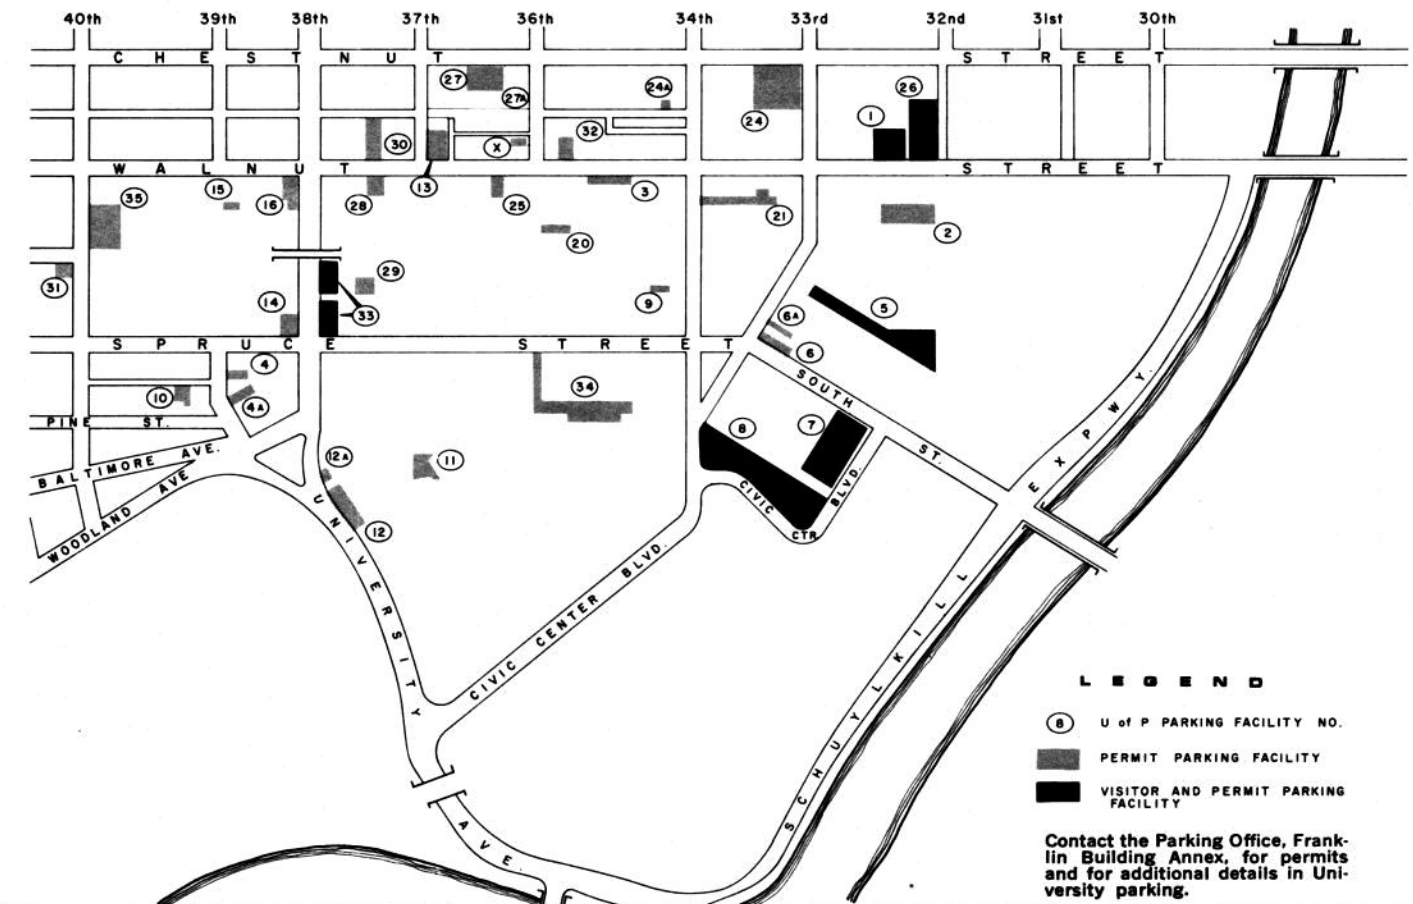 40th 39th 38th 37th 36th 34th 33rd 32nd 31st 30th
CHESTNUT STREET
27
27A
24A
24
26
1
30
X
32
13
WALNUT STREET
35
15
16
28
25
3
21
2
20
31
29
14
33
9
6A
5
6
SPRUCE STREET
4
10
4A
34
SOUTH ST.
7
8
PINE ST.
BALTIMORE AVE.
WOODLAND AVE
12A
11
12
CIVIC CTR BLVD.
UNIVERSITY AVE.
CIVIC CENTER BLVD.
SCHUYLKILL EXPWY.
LEGEND
8 U of P PARKING FACILITY NO.
PERMIT PARKING FACILITY
VISITOR AND PERMIT PARKING
FACILITY
Contact the Parking Office, Frank-
lin Building Annex, for permits
and for additional details in Uni-
versity parking.